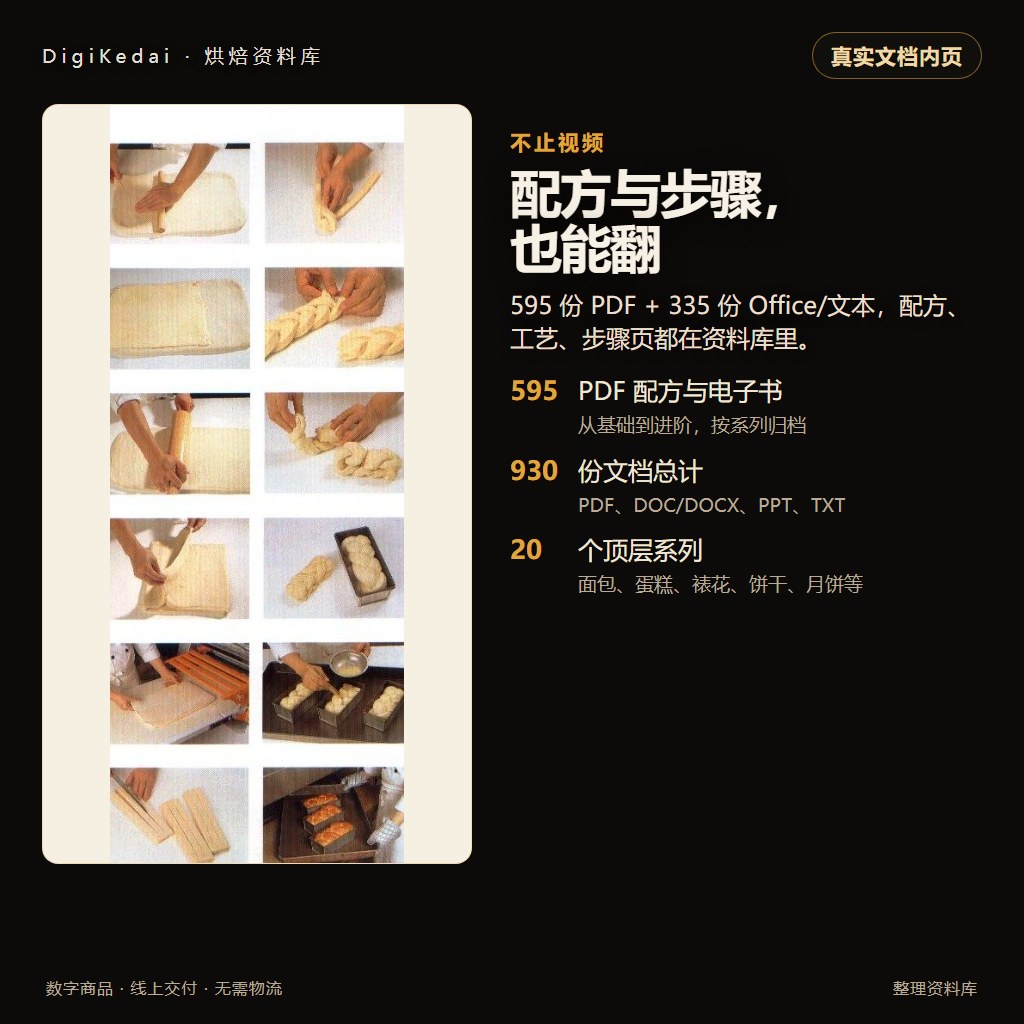 DigiKedai · 烘焙资料库
真实文档内页
不止视频
配方与步骤，
也能翻
595 份 PDF + 335 份 Office/文本，配方、
工艺、步骤页都在资料库里。
595 PDF 配方与电子书
从基础到进阶，按系列归档
930 份文档总计
PDF、DOC/DOCX、PPT、TXT
20 个顶层系列
面包、蛋糕、裱花、饼干、月饼等
数字商品 · 线上交付 · 无需物流
整理资料库